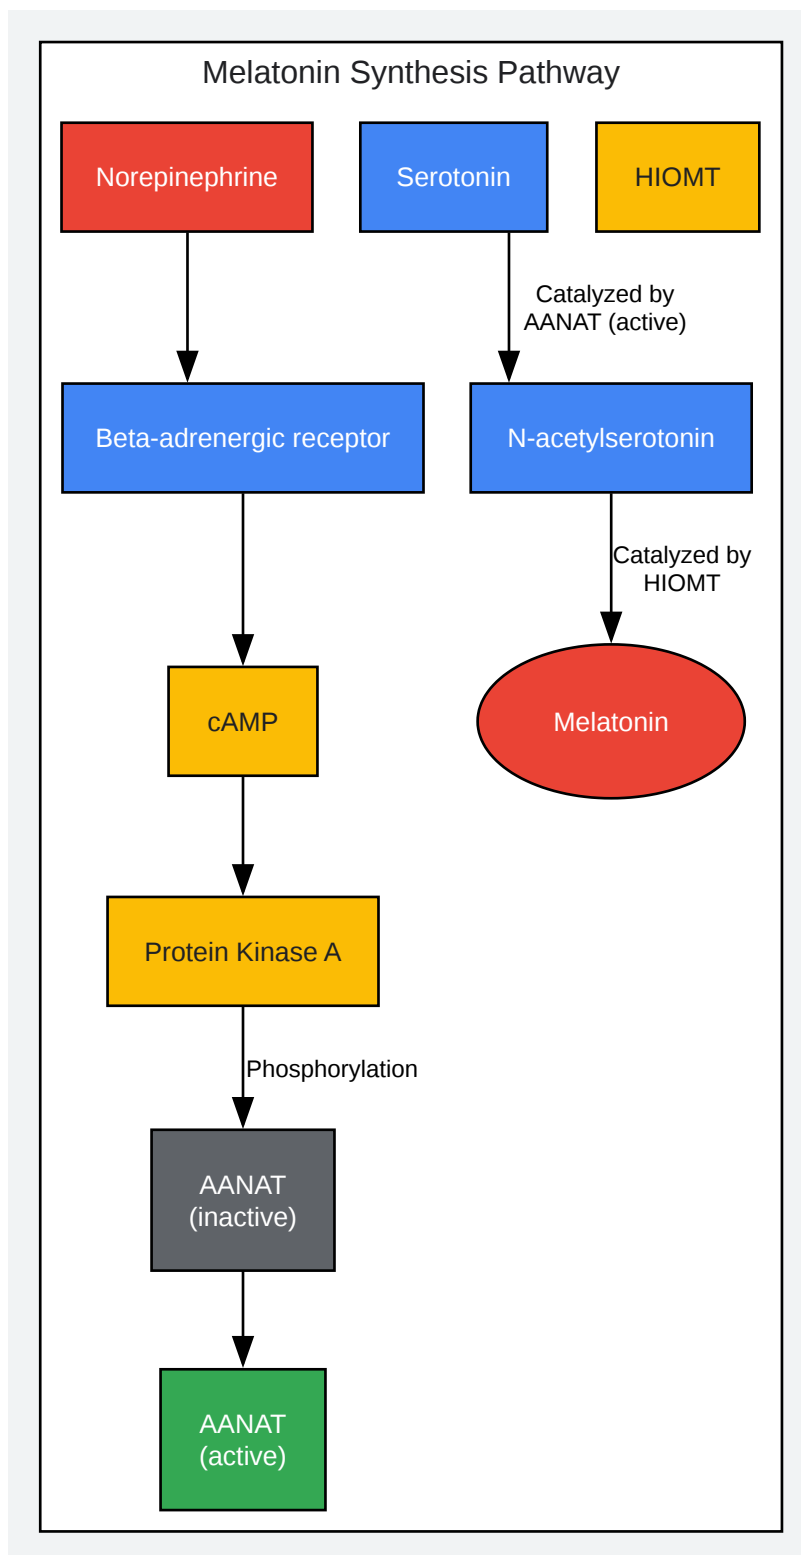 Melatonin Synthesis Pathway
Norepinephrine
Serotonin
HIOMT
Catalyzed by
AANAT (active)
Beta-adrenergic receptor
N-acetylserotonin
Catalyzed by
HIOMT
cAMP
Melatonin
Protein Kinase A
Phosphorylation
AANAT
(inactive)
AANAT
(active)